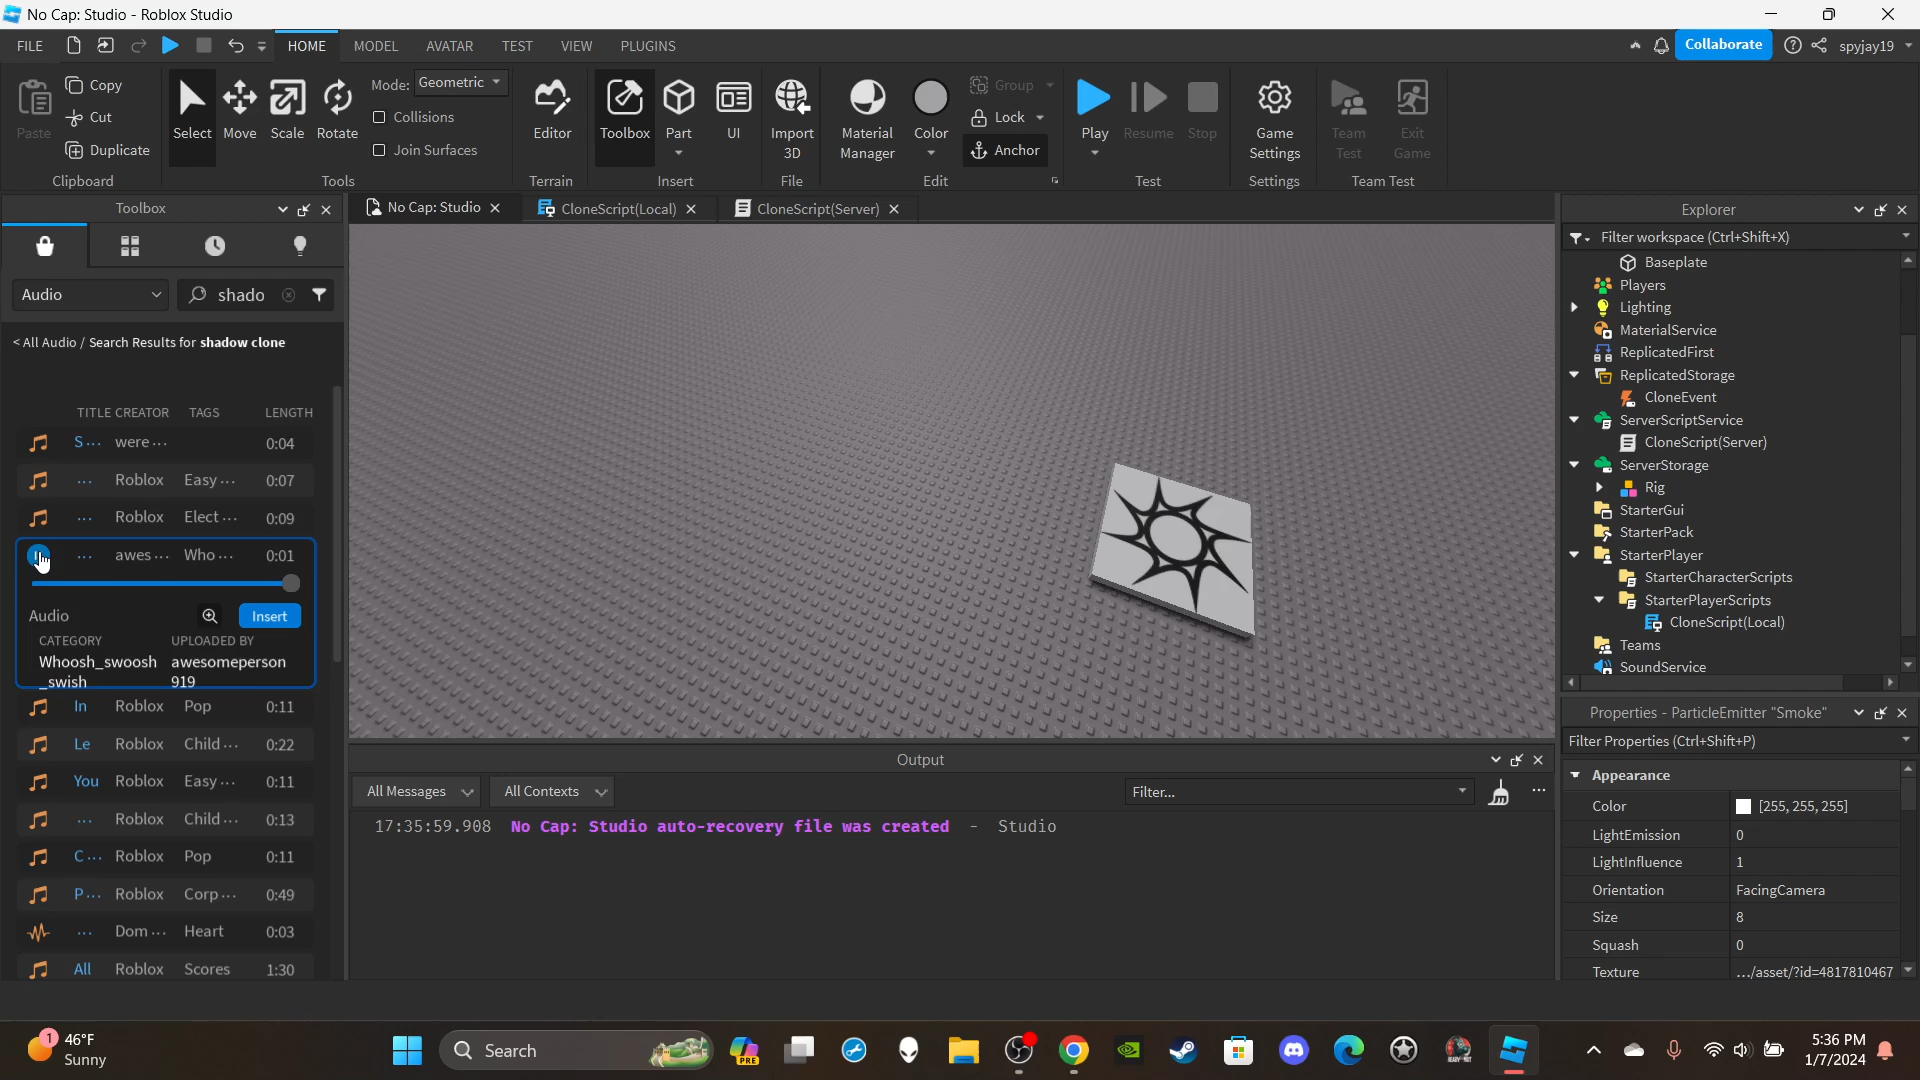 No Cap: Studio - Roblox Studio
FILE HOME MODEL AVATAR TEST VIEW PLUGINS Collaborate spyjay19
Paste Copy Cut Duplicate Clipboard
Select Move Scale Rotate Mode: Geometric Collisions Join Surfaces Tools
Editor Terrain
Toolbox Part UI Insert
Import 3D File
Material Manager Color Group Lock Anchor Edit
Play Resume Stop Test
Game Settings Settings
Team Test Exit Game Team Test
Toolbox
Audio shado
< All Audio / Search Results for shadow clone
TITLE CREATOR TAGS LENGTH
S... were... 0:04
... Roblox Easy ... 0:07
... Roblox Elect ... 0:09
... awes... Who ... 0:01
Audio Insert
CATEGORY UPLOADED BY
Whoosh_swoosh awesomeperson
_swish 919
In Roblox Pop 0:11
Le Roblox Child... 0:22
You Roblox Easy ... 0:11
... Roblox Child... 0:13
C... Roblox Pop 0:11
P... Roblox Corp... 0:49
... Dom... Heart 0:03
All Roblox Scores 1:30
No Cap: Studio CloneScript(Local) CloneScript(Server)
Output
All Messages All Contexts Filter...
17:35:59.908 No Cap: Studio auto-recovery file was created - Studio
Explorer
Filter workspace (Ctrl+Shift+X)
Baseplate
Players
Lighting
MaterialService
ReplicatedFirst
ReplicatedStorage
CloneEvent
ServerScriptService
CloneScript(Server)
ServerStorage
Rig
StarterGui
StarterPack
StarterPlayer
StarterCharacterScripts
StarterPlayerScripts
CloneScript(Local)
Teams
SoundService
Properties - ParticleEmitter "Smoke"
Filter Properties (Ctrl+Shift+P)
Appearance
Color [255, 255, 255]
LightEmission 0
LightInfluence 1
Orientation FacingCamera
Size 8
Squash 0
Texture .../asset/?id=4817810467
1 46°F
Sunny
Search
PRE
5:36 PM
1/7/2024